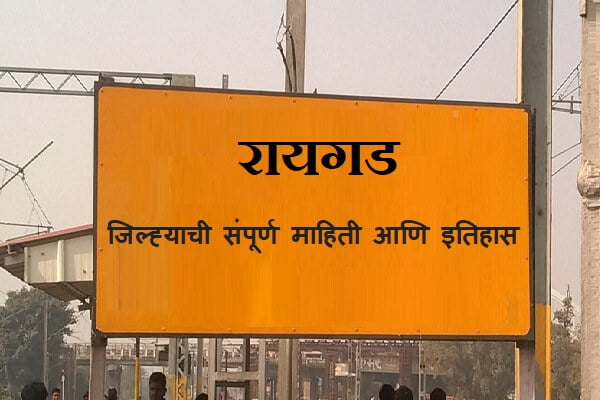 रायगड
जिल्ह्याची संपूर्ण माहिती आणि इतिहास